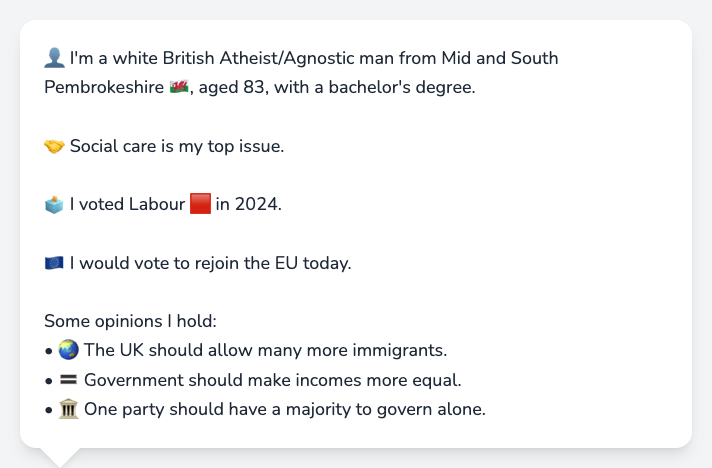 👤 I'm a white British Atheist/Agnostic man from Mid and South
Pembrokeshire 🏴󠁧󠁢󠁷󠁬󠁳󠁿, aged 83, with a bachelor's degree.
🤝 Social care is my top issue.
🗳️ I voted Labour 🟥 in 2024.
🇪🇺 I would vote to rejoin the EU today.
Some opinions I hold:
• 🌏 The UK should allow many more immigrants.
• 🟰 Government should make incomes more equal.
• 🏛️ One party should have a majority to govern alone.